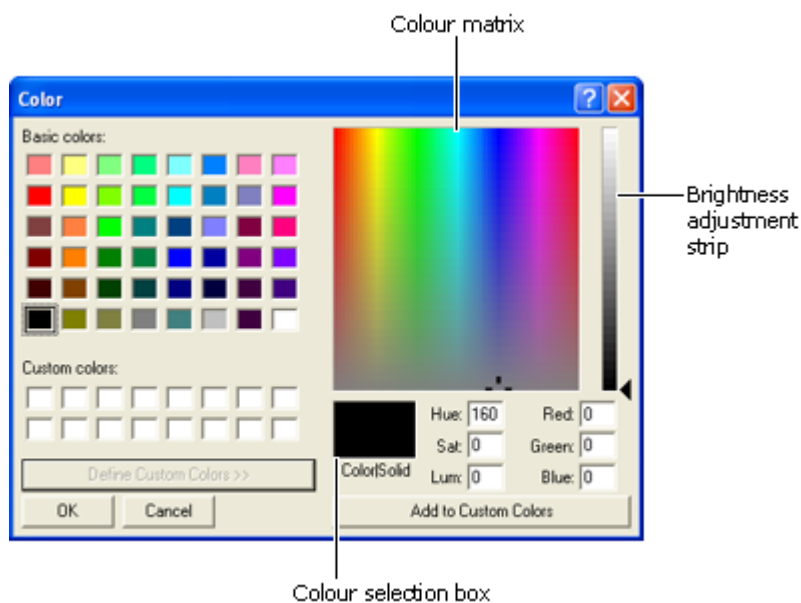 Colour matrix
Color
Basic colors:
Brightness
adjustment
strip
Custom colors:
Hue: 160 Red: 0
Sat: 0 Green: 0
Color|Solid Lum: 0 Blue: 0
Define Custom Colors >>
OK Cancel Add to Custom Colors
Colour selection box